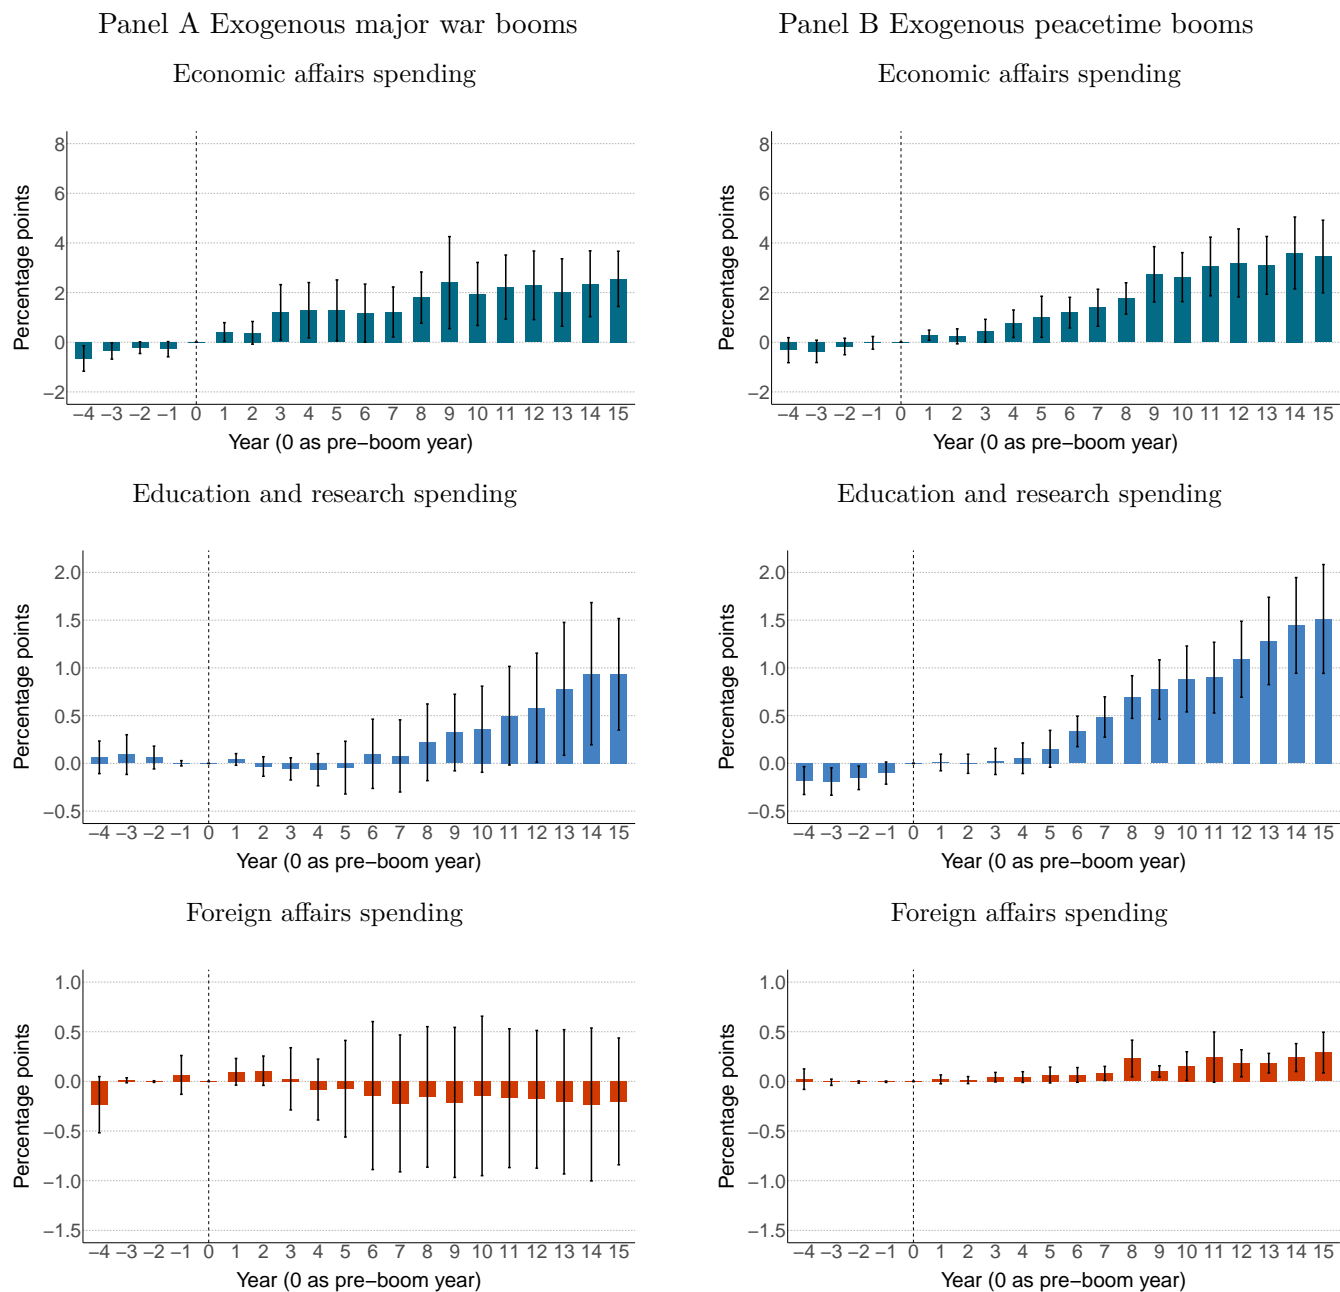 Panel A Exogenous major war booms
Economic affairs spending
Percentage points
8
6
4
2
0
−2
−4 −3 −2 −1 0 1 2 3 4 5 6 7 8 9 10 11 12 13 14 15
Year (0 as pre−boom year)
Education and research spending
Percentage points
2.0
1.5
1.0
0.5
0.0
−0.5
−4 −3 −2 −1 0 1 2 3 4 5 6 7 8 9 10 11 12 13 14 15
Year (0 as pre−boom year)
Foreign affairs spending
Percentage points
1.0
0.5
0.0
−0.5
−1.0
−1.5
−4 −3 −2 −1 0 1 2 3 4 5 6 7 8 9 10 11 12 13 14 15
Year (0 as pre−boom year)
Panel B Exogenous peacetime booms
Economic affairs spending
Percentage points
8
6
4
2
0
−2
−4 −3 −2 −1 0 1 2 3 4 5 6 7 8 9 10 11 12 13 14 15
Year (0 as pre−boom year)
Education and research spending
Percentage points
2.0
1.5
1.0
0.5
0.0
−0.5
−4 −3 −2 −1 0 1 2 3 4 5 6 7 8 9 10 11 12 13 14 15
Year (0 as pre−boom year)
Foreign affairs spending
Percentage points
1.0
0.5
0.0
−0.5
−1.0
−1.5
−4 −3 −2 −1 0 1 2 3 4 5 6 7 8 9 10 11 12 13 14 15
Year (0 as pre−boom year)